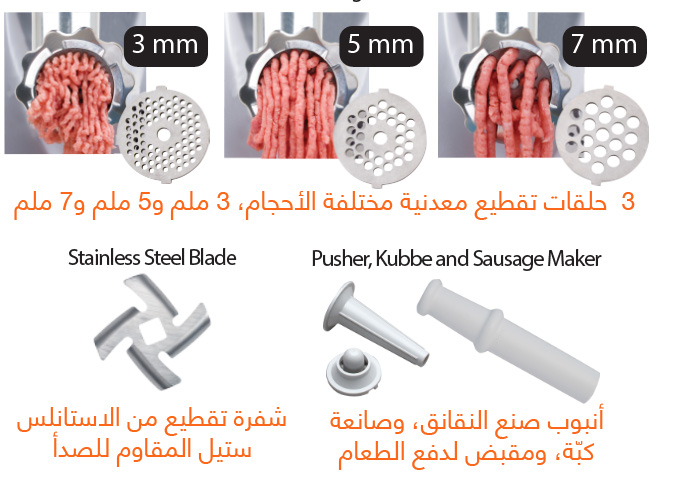 3 mm
5 mm
7 mm
3 حلقات تقطيع معدنية مختلفة الأحجام، 3 ملم و5 ملم و7 ملم
Stainless Steel Blade
Pusher, Kubbe and Sausage Maker
شفرة تقطيع من الاستانلس
ستيل المقاوم للصدأ
أنبوب صنع النقانق، وصانعة
كبّة، ومقبض لدفع الطعام